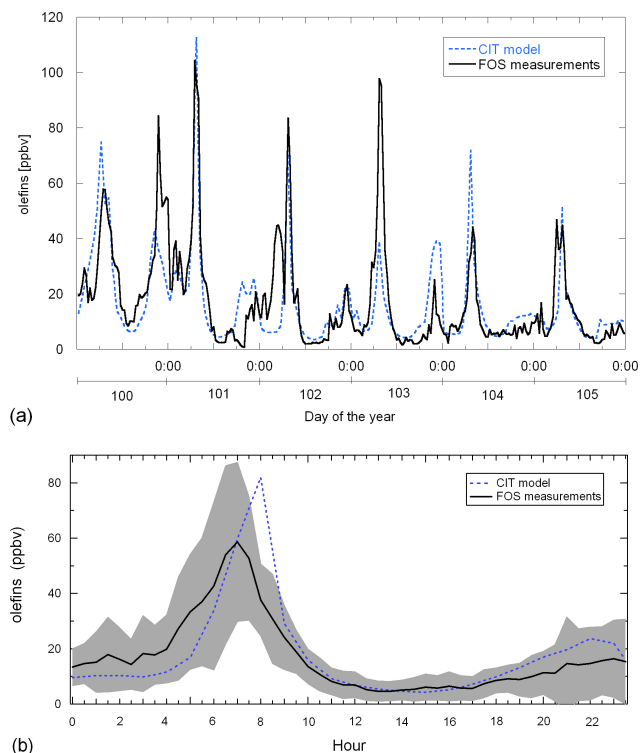 120
CIT model
FOS measurements
100
80
60
40
20
0
olefins [ppbv]
0:00 0:00 0:00 0:00 0:00 0:00
100 101 102 103 104 105
Day of the year
(a)
80
CIT model
FOS measurements
60
40
20
0
olefins (ppbv)
0 2 4 6 8 10 12 14 16 18 20 22
Hour
(b)